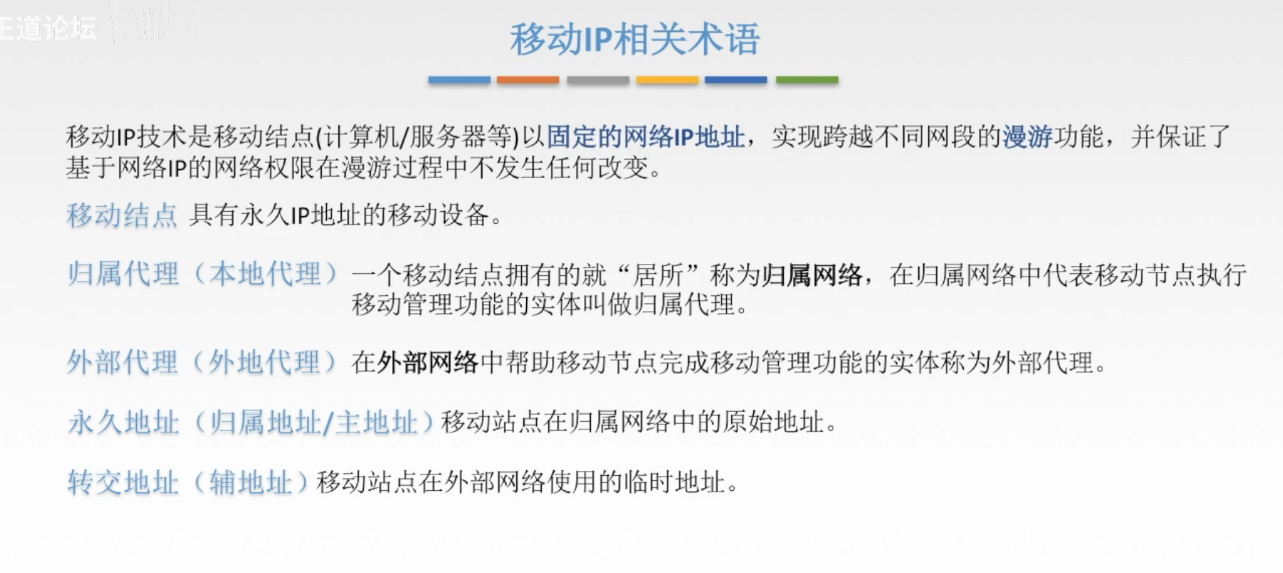 王道论坛
移动IP相关术语
移动IP技术是移动结点(计算机/服务器等)以固定的网络IP地址，实现跨越不同网段的漫游功能，并保证了
基于网络IP的网络权限在漫游过程中不发生任何改变。
移动结点 具有永久IP地址的移动设备。
归属代理（本地代理）一个移动结点拥有的就“居所”称为归属网络，在归属网络中代表移动节点执行
移动管理功能的实体叫做归属代理。
外部代理（外地代理）在外部网络中帮助移动节点完成移动管理功能的实体称为外部代理。
永久地址（归属地址/主地址）移动站点在归属网络中的原始地址。
转交地址（辅地址）移动站点在外部网络使用的临时地址。